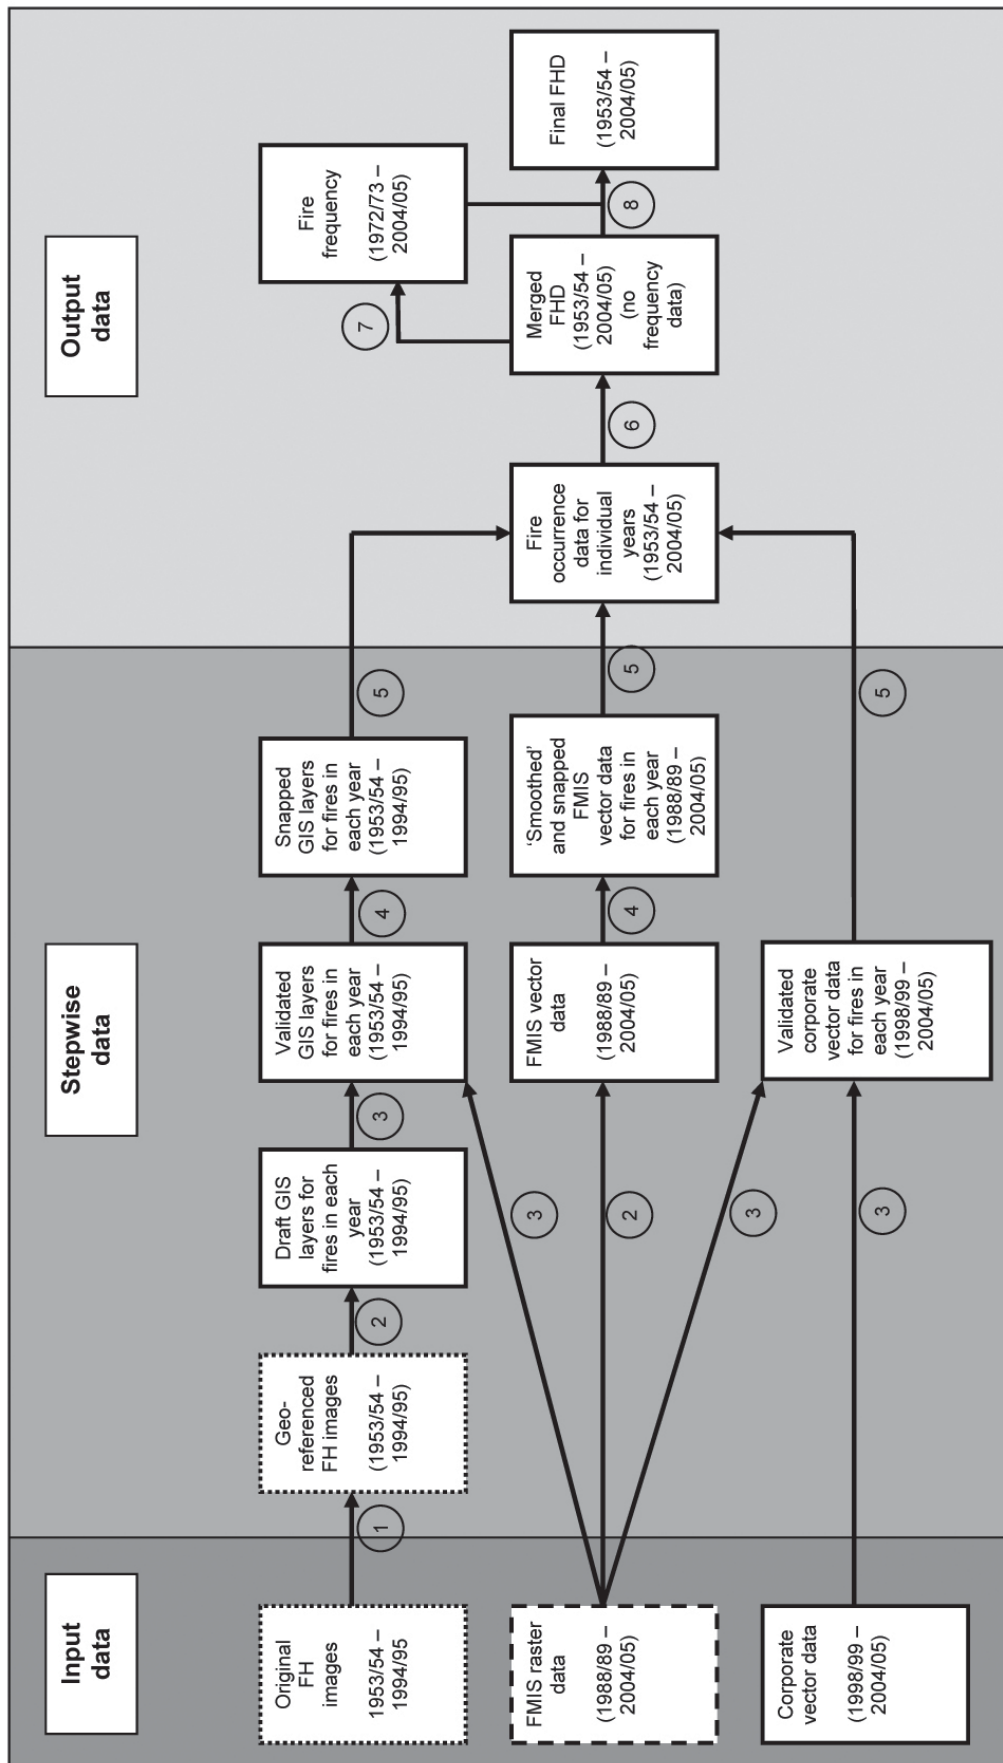 Input
data
Stepwise
data
Output
data
Original
FH
images
1953/54 –
1994/95
1
Geo-
referenced
FH images
(1953/54 –
1994/95)
2
Draft GIS
layers for
fires in each
year
(1953/54 –
1994/95)
3
Validated
GIS layers
for fires in
each year
(1953/54 –
1994/95)
4
Snapped
GIS layers
for fires in
each year
(1953/54 –
1994/95)
5
FMIS raster
data
(1988/89 –
2004/05)
3
2
3
FMIS vector
data
(1988/89 –
2004/05)
4
‘Smoothed’
and snapped
FMIS
vector data
for fires in
each year
(1988/89 –
2004/05)
5
Corporate
vector data
(1998/99 –
2004/05)
3
Validated
corporate
vector data
for fires in
each year
(1998/99 –
2004/05)
5
Fire
occurrence
data for
individual
years
(1953/54 –
2004/05)
6
Merged
FHD
(1953/54 –
2004/05)
(no
frequency
data)
7
Fire
frequency
(1972/73 –
2004/05)
8
Final FHD
(1953/54 –
2004/05)